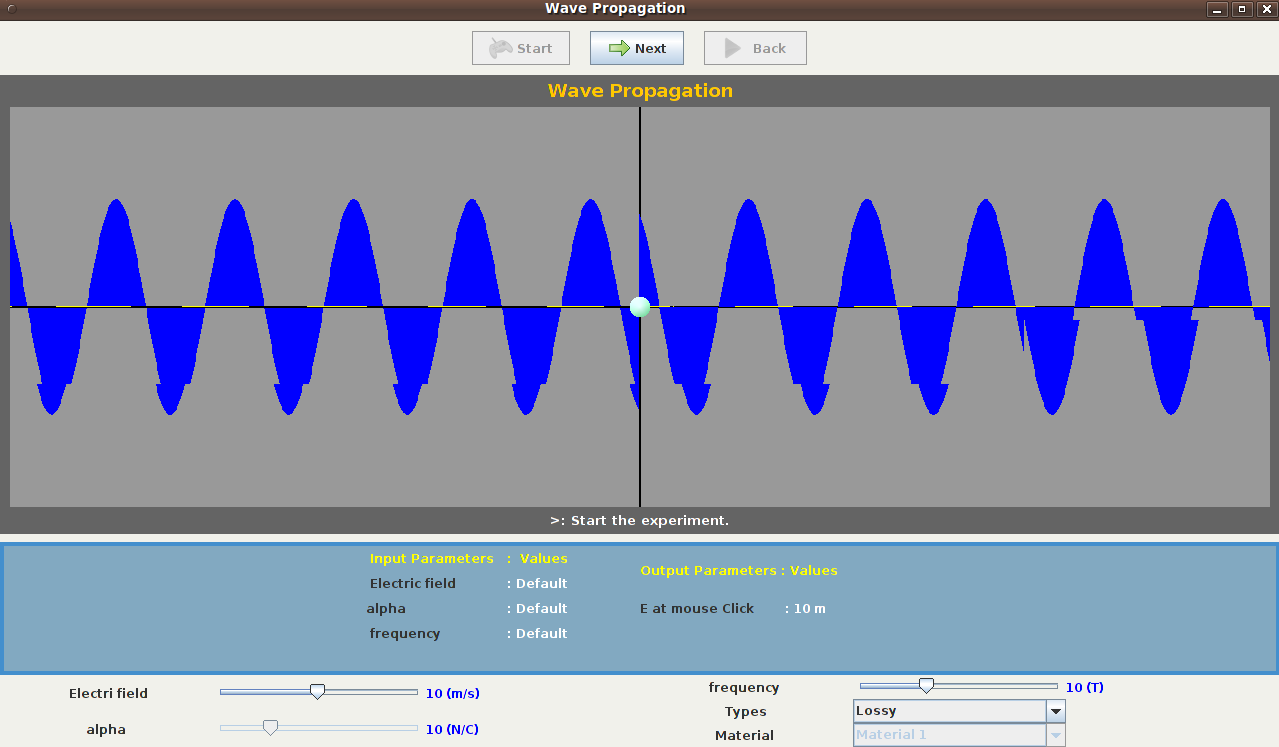 Wave Propagation
Start Next Back
Wave Propagation
>: Start the experiment.
Input Parameters : Values
Electric field : Default
alpha : Default
frequency : Default
Output Parameters : Values
E at mouse Click : 10 m
Electri field 10 (m/s)
alpha 10 (N/C)
frequency 10 (T)
Types Lossy
Material Material 1